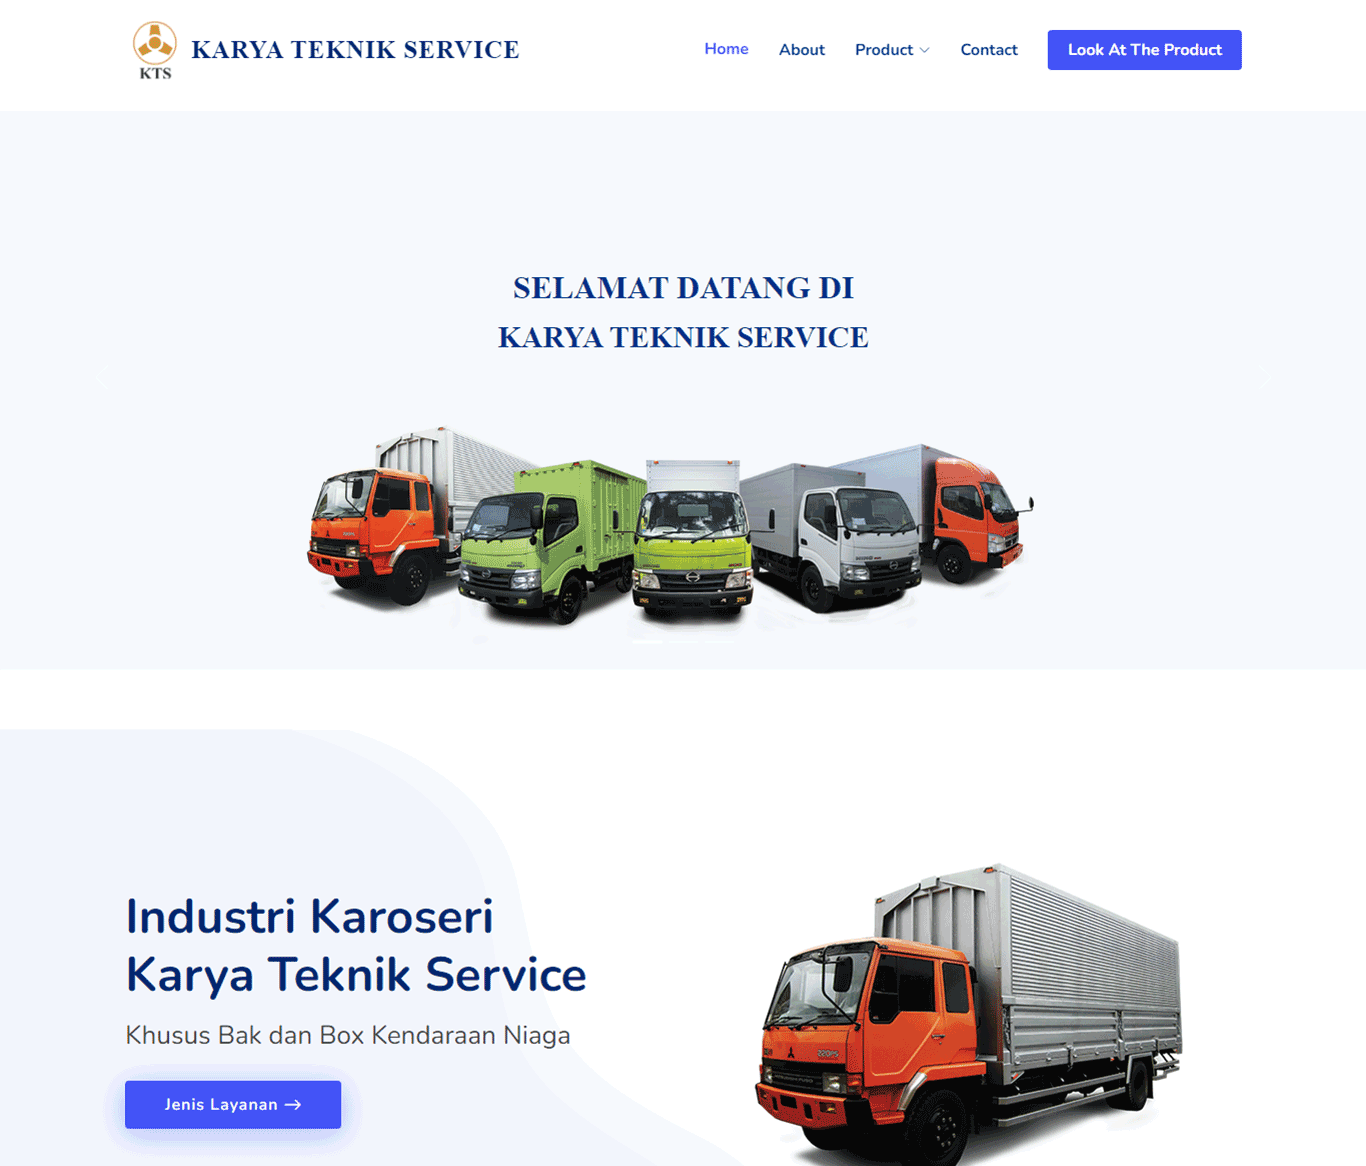 KTS
KARYA TEKNIK SERVICE
Home
About
Product
Contact
Look At The Product
SELAMAT DATANG DI
KARYA TEKNIK SERVICE
Industri Karoseri
Karya Teknik Service
Khusus Bak dan Box Kendaraan Niaga
Jenis Layanan →